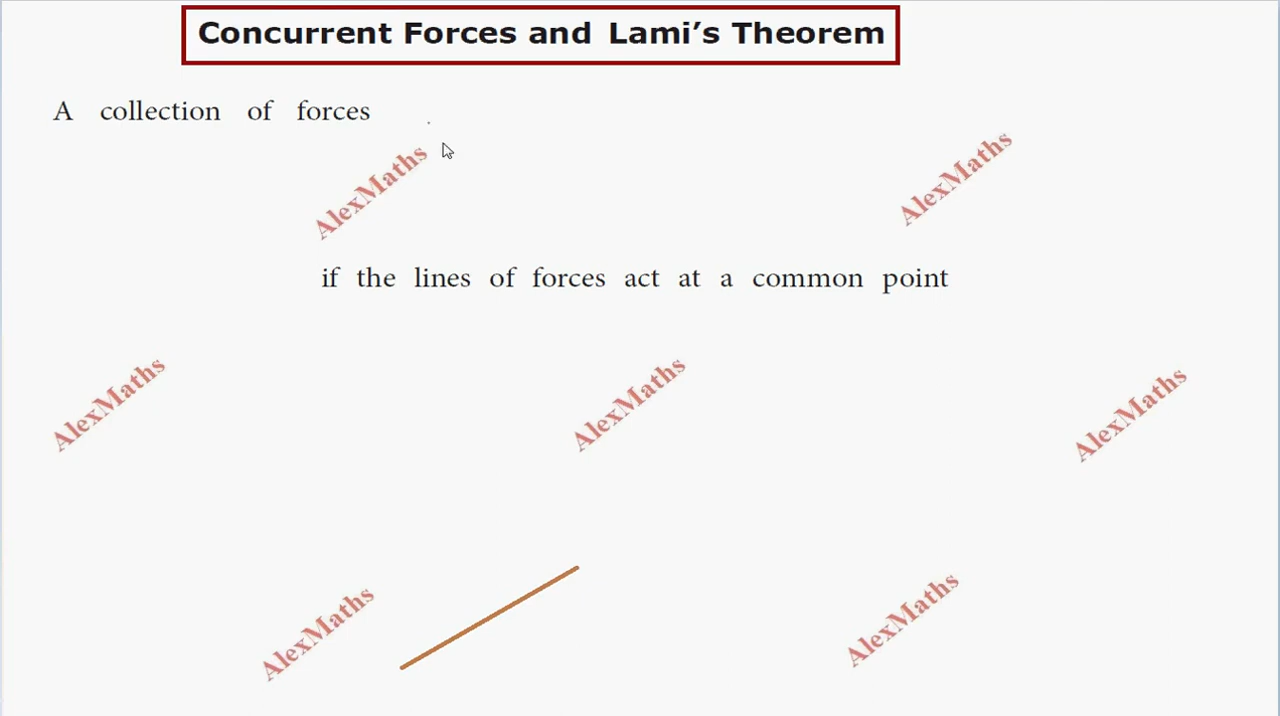 Concurrent Forces and Lami’s Theorem
A collection of forces
AlexMaths
AlexMaths
if the lines of forces act at a common point
AlexMaths
AlexMaths
AlexMaths
AlexMaths
AlexMaths